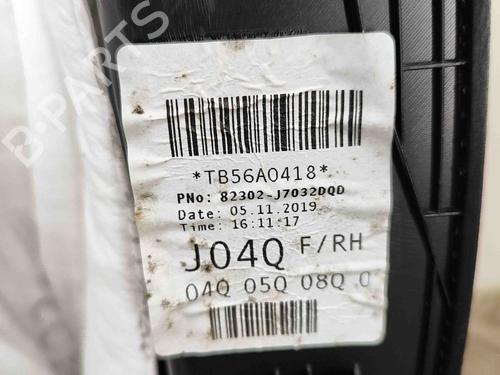 B-PARTS
*TB56A0418*
PNo: 82302-J7032DQD
Date: 05.11.2019
Time: 16:11:17
J04Q F/RH
04Q 05Q 08Q 0